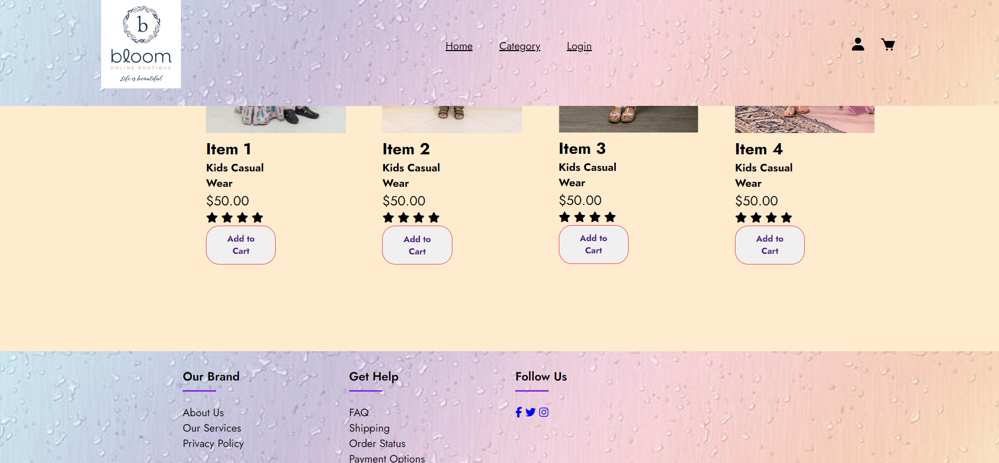 b
bloom
ONLINE BOUTIQUE
Life is beautiful
Home Category Login
Item 1
Kids Casual
Wear
$50.00
Add to
Cart
Item 2
Kids Casual
Wear
$50.00
Add to
Cart
Item 3
Kids Casual
Wear
$50.00
Add to
Cart
Item 4
Kids Casual
Wear
$50.00
Add to
Cart
Our Brand
About Us
Our Services
Privacy Policy
Get Help
FAQ
Shipping
Order Status
Payment Options
Follow Us